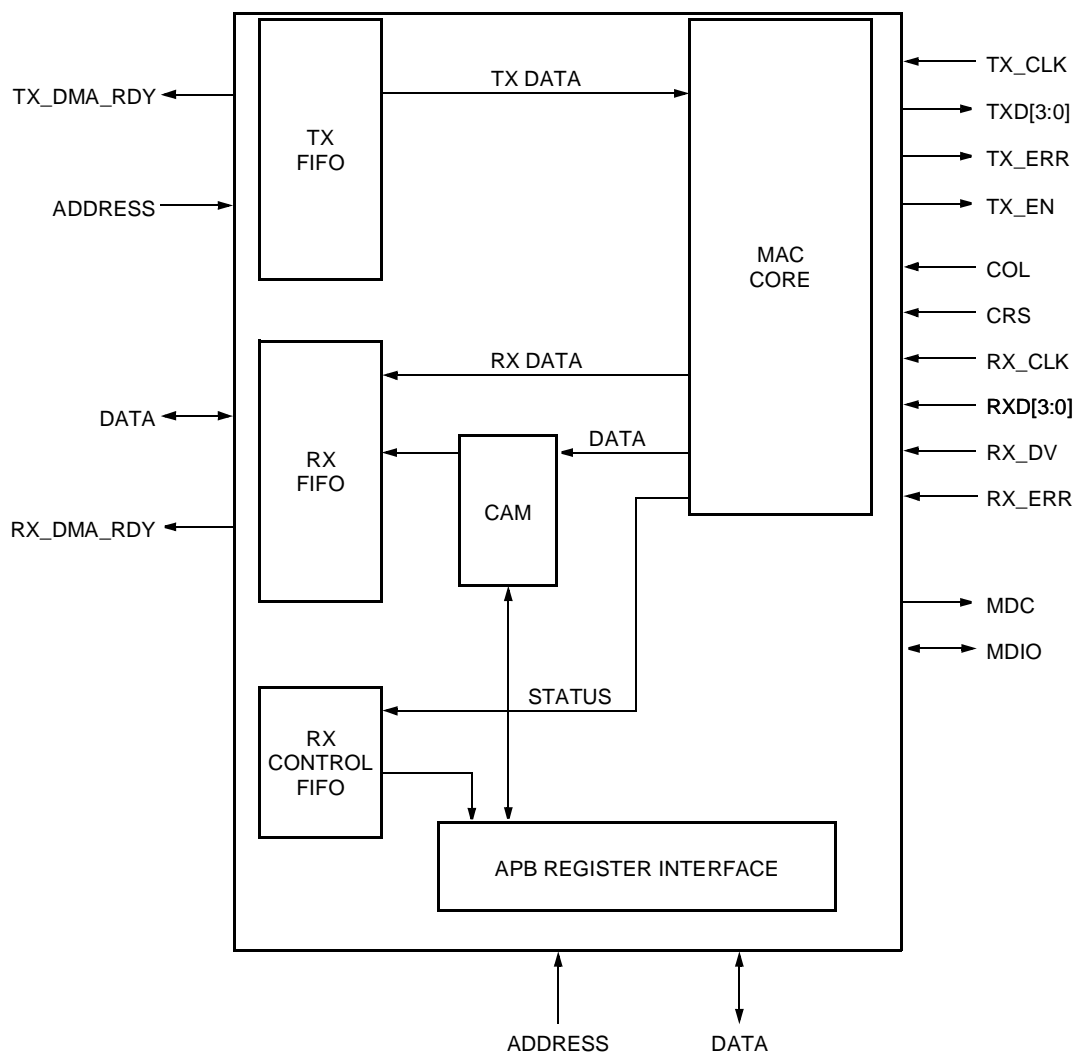 TX_DMA_RDY
ADDRESS
DATA
RX_DMA_RDY
TX
FIFO
TX DATA
MAC
CORE
RX
FIFO
RX DATA
DATA
CAM
STATUS
RX
CONTROL
FIFO
APB REGISTER INTERFACE
TX_CLK
TXD[3:0]
TX_ERR
TX_EN
COL
CRS
RX_CLK
RXD[3:0]
RX_DV
RX_ERR
MDC
MDIO
ADDRESS
DATA